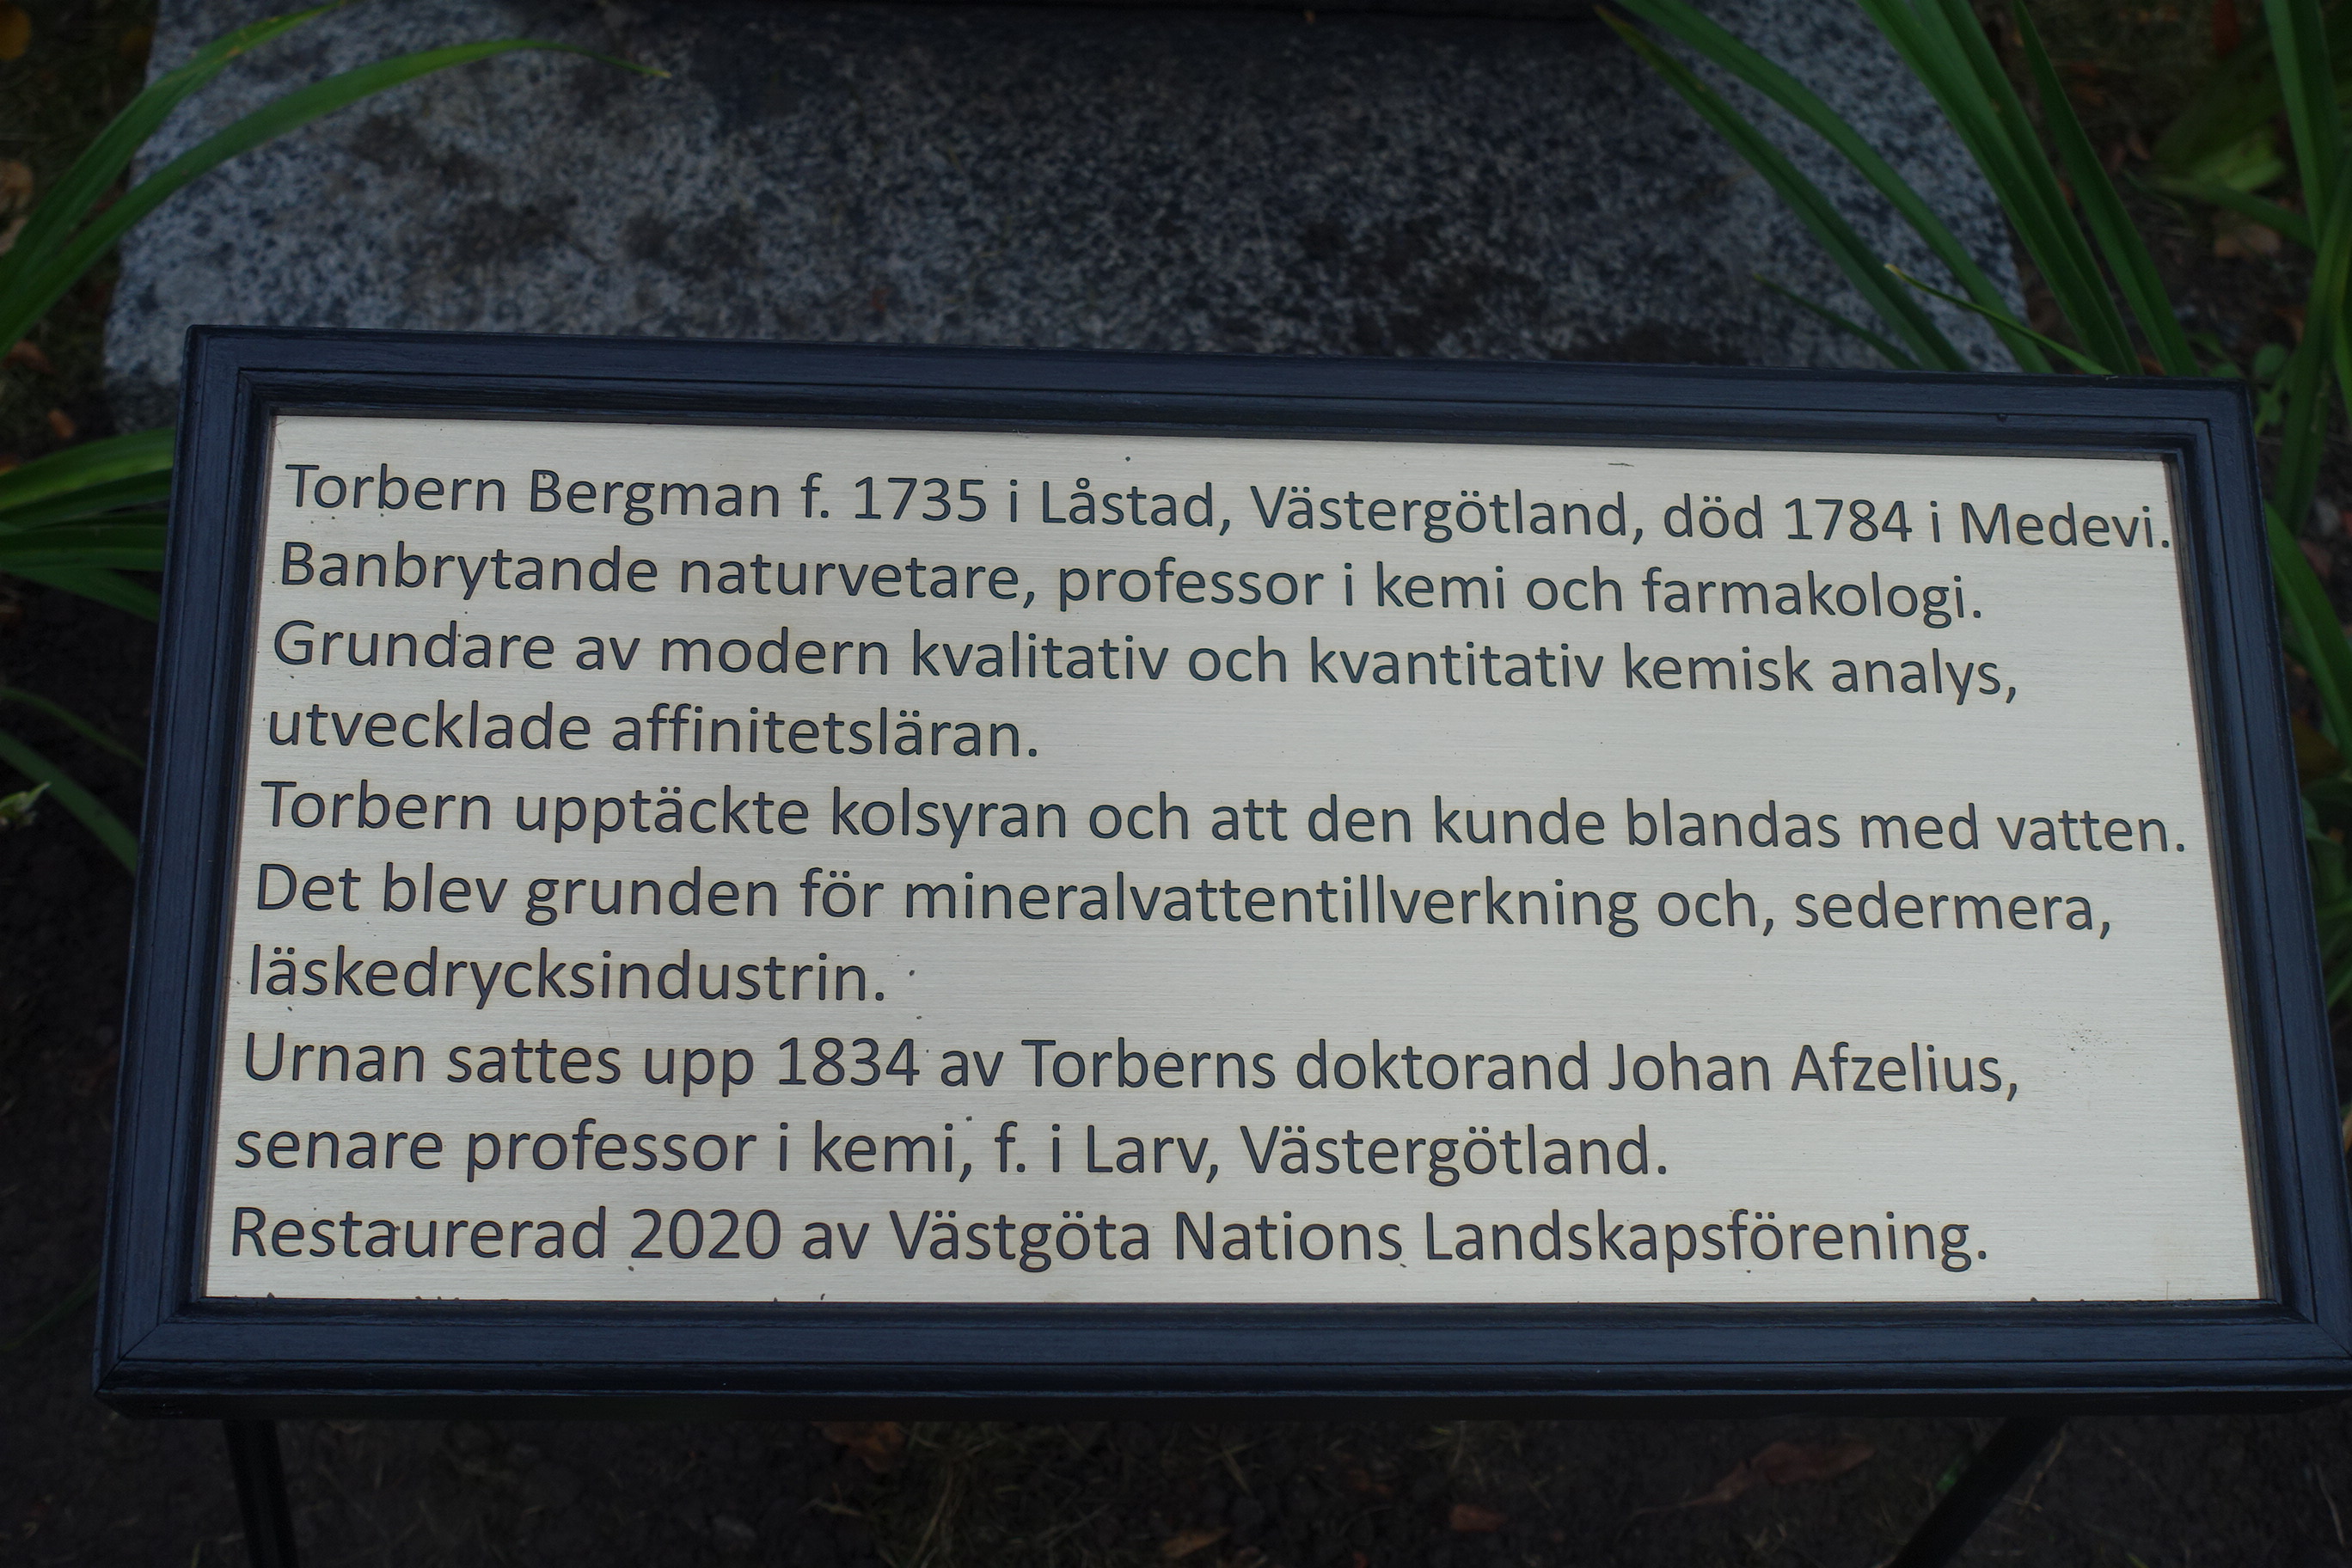 Torbern Bergman f. 1735 i Låstad, Västergötland, död 1784 i Medevi.
Banbrytande naturvetare, professor i kemi och farmakologi.
Grundare av modern kvalitativ och kvantitativ kemisk analys,
utvecklade affinitetsläran.
Torbern upptäckte kolsyran och att den kunde blandas med vatten.
Det blev grunden för mineralvattentillverkning och, sedermera,
läskedrycksindustrin.
Urnan sattes upp 1834 av Torberns doktorand Johan Afzelius,
senare professor i kemi, f. i Larv, Västergötland.
Restaurerad 2020 av Västgöta Nations Landskapsförening.